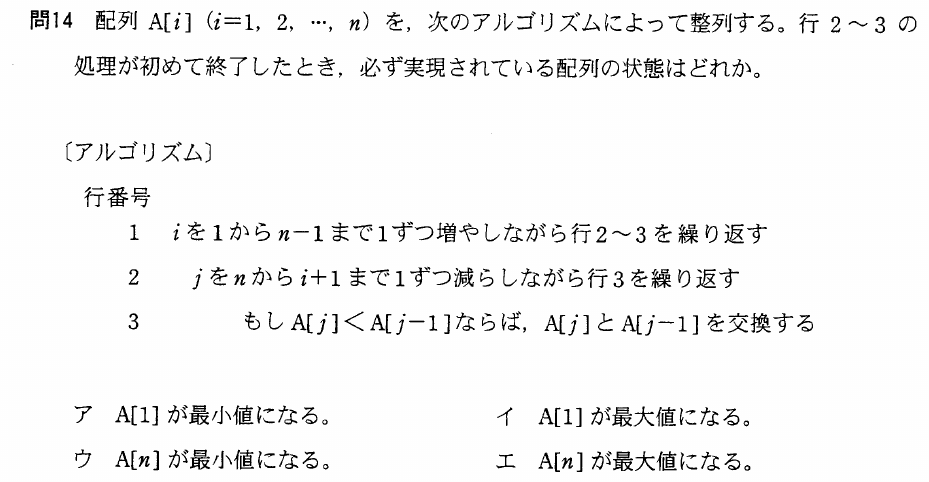 問14 配列 A[i] (i=1, 2, …, n) を，次のアルゴリズムによって整列する。行 2～3 の
処理が初めて終了したとき，必ず実現されている配列の状態はどれか。
〔アルゴリズム〕
行番号
1 iを1からn－1まで1ずつ増やしながら行2～3を繰り返す
2 jをnからi＋1まで1ずつ減らしながら行3を繰り返す
3 もし A[j]＜A[j－1]ならば，A[j]とA[j－1]を交換する
ア A[1]が最小値になる。 イ A[1]が最大値になる。
ウ A[n]が最小値になる。 エ A[n]が最大値になる。